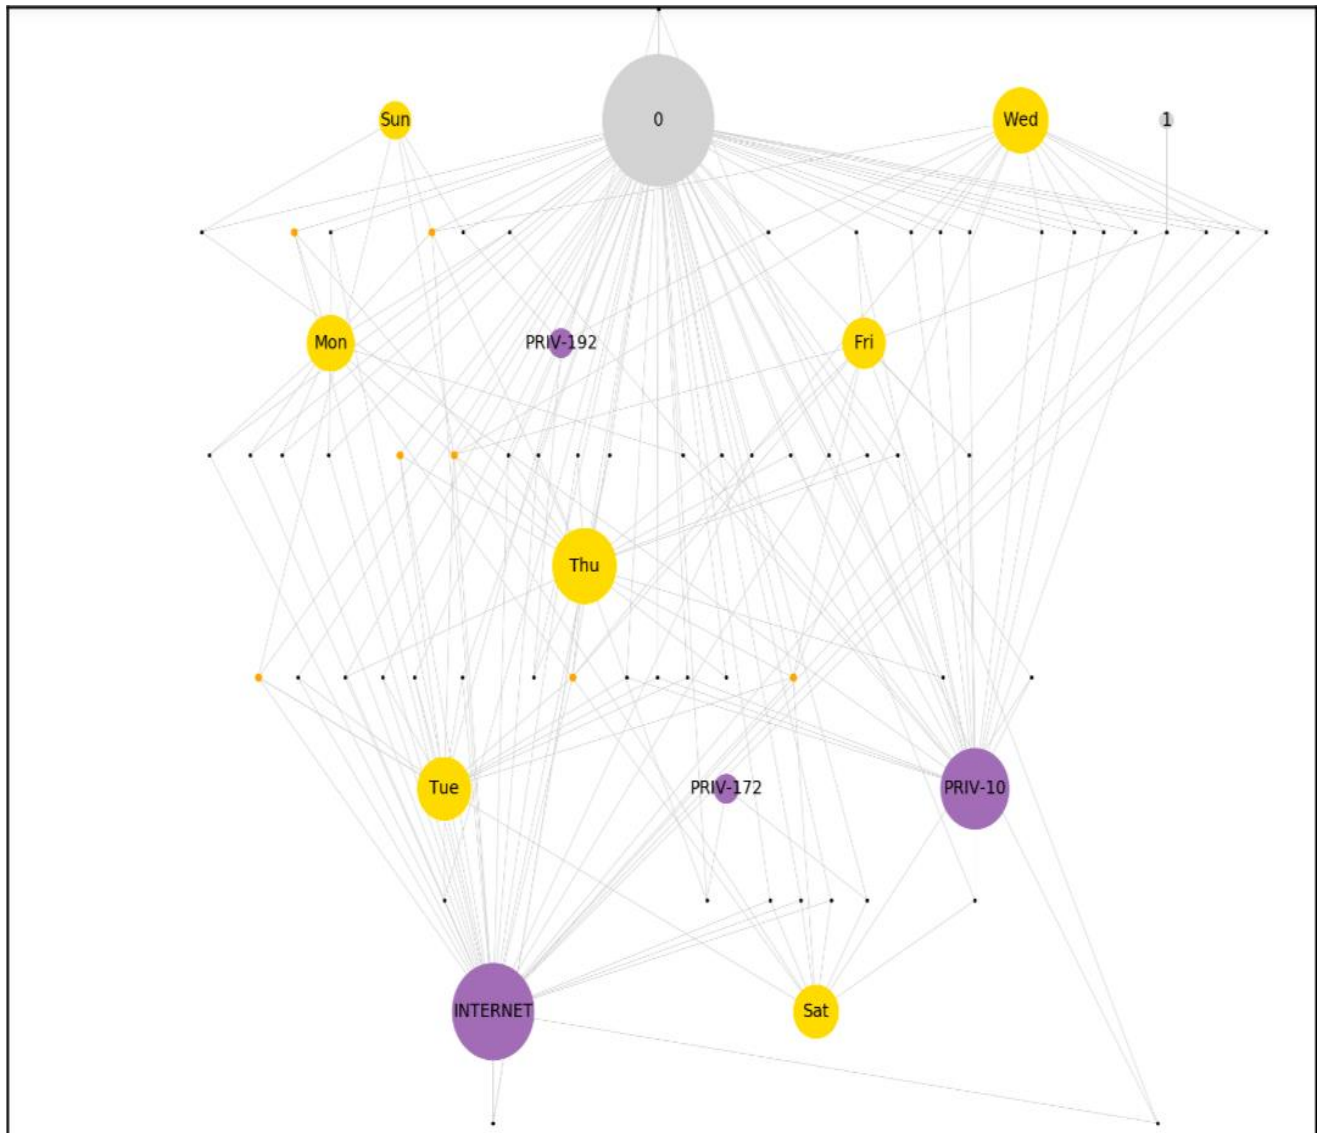 0
Sun
Wed
1
Mon
PRIV-192
Fri
Thu
Tue
PRIV-172
PRIV-10
INTERNET
Sat